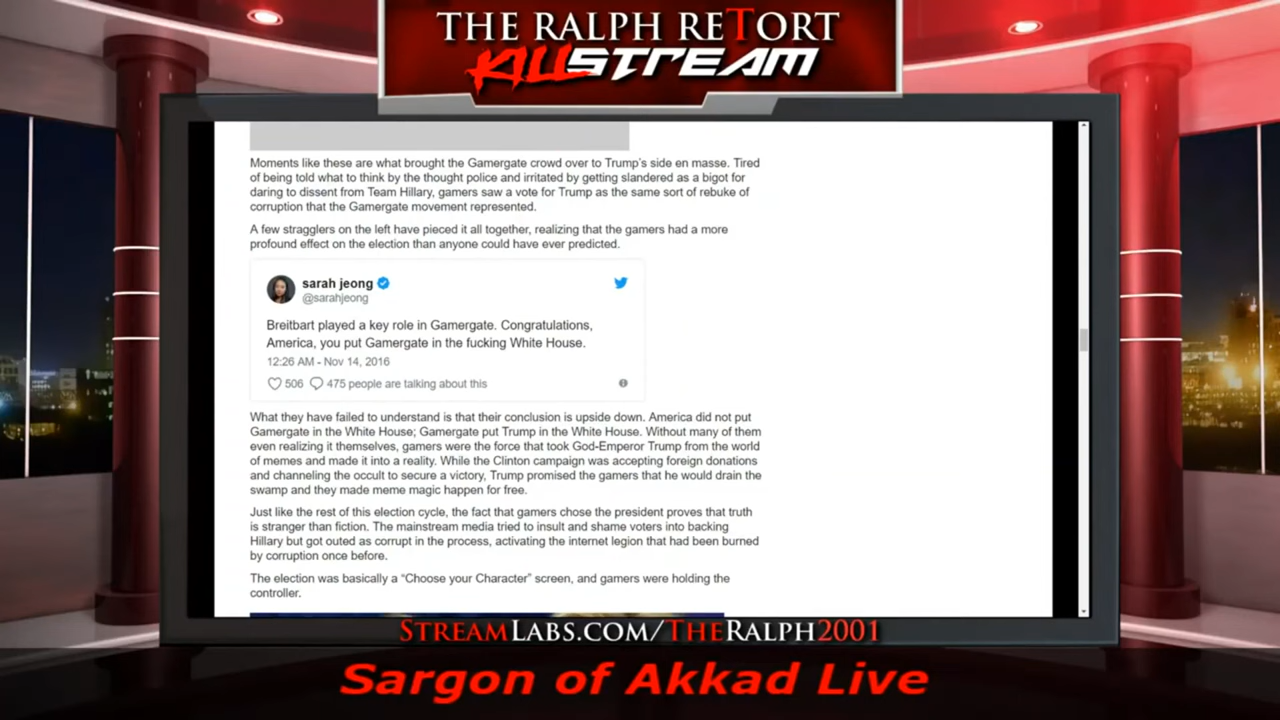 THE RALPH RETORT
KILLSTREAM
Moments like these are what brought the Gamergate crowd over to Trump's side en masse. Tired
of being told what to think by the thought police and irritated by getting slandered as a bigot for
daring to dissent from Team Hillary, gamers saw a vote for Trump as the same sort of rebuke of
corruption that the Gamergate movement represented.
A few stragglers on the left have pieced it all together, realizing that the gamers had a more
profound effect on the election than anyone could have ever predicted.
sarah jeong
@sarahjeong
Breitbart played a key role in Gamergate. Congratulations,
America, you put Gamergate in the fucking White House.
12:26 AM - Nov 14, 2016
506 475 people are talking about this
What they have failed to understand is that their conclusion is upside down. America did not put
Gamergate in the White House; Gamergate put Trump in the White House. Without many of them
even realizing it themselves, gamers were the force that took God-Emperor Trump from the world
of memes and made it into a reality. While the Clinton campaign was accepting foreign donations
and channeling the occult to secure a victory, Trump promised the gamers that he would drain the
swamp and they made meme magic happen for free.
Just like the rest of this election cycle, the fact that gamers chose the president proves that truth
is stranger than fiction. The mainstream media tried to insult and shame voters into backing
Hillary but got outed as corrupt in the process, activating the internet legion that had been burned
by corruption once before.
The election was basically a “Choose your Character” screen, and gamers were holding the
controller.
STREAMLABS.COM/THERALPH2001
Sargon of Akkad Live